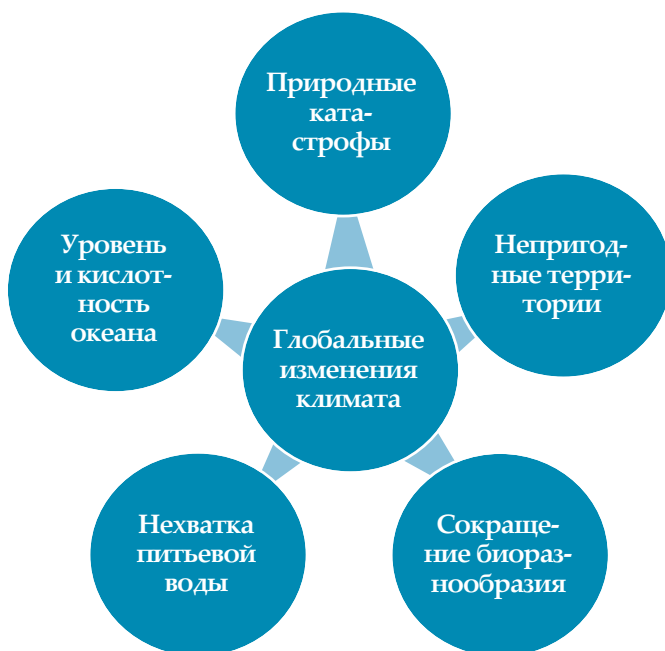 Природные
ката-
строфы
Уровень
и кислот-
ность
океана
Непригод-
ные терри-
тории
Глобальные
изменения
климата
Нехватка
питьевой
воды
Сокраще-
ние биораз-
нообразия